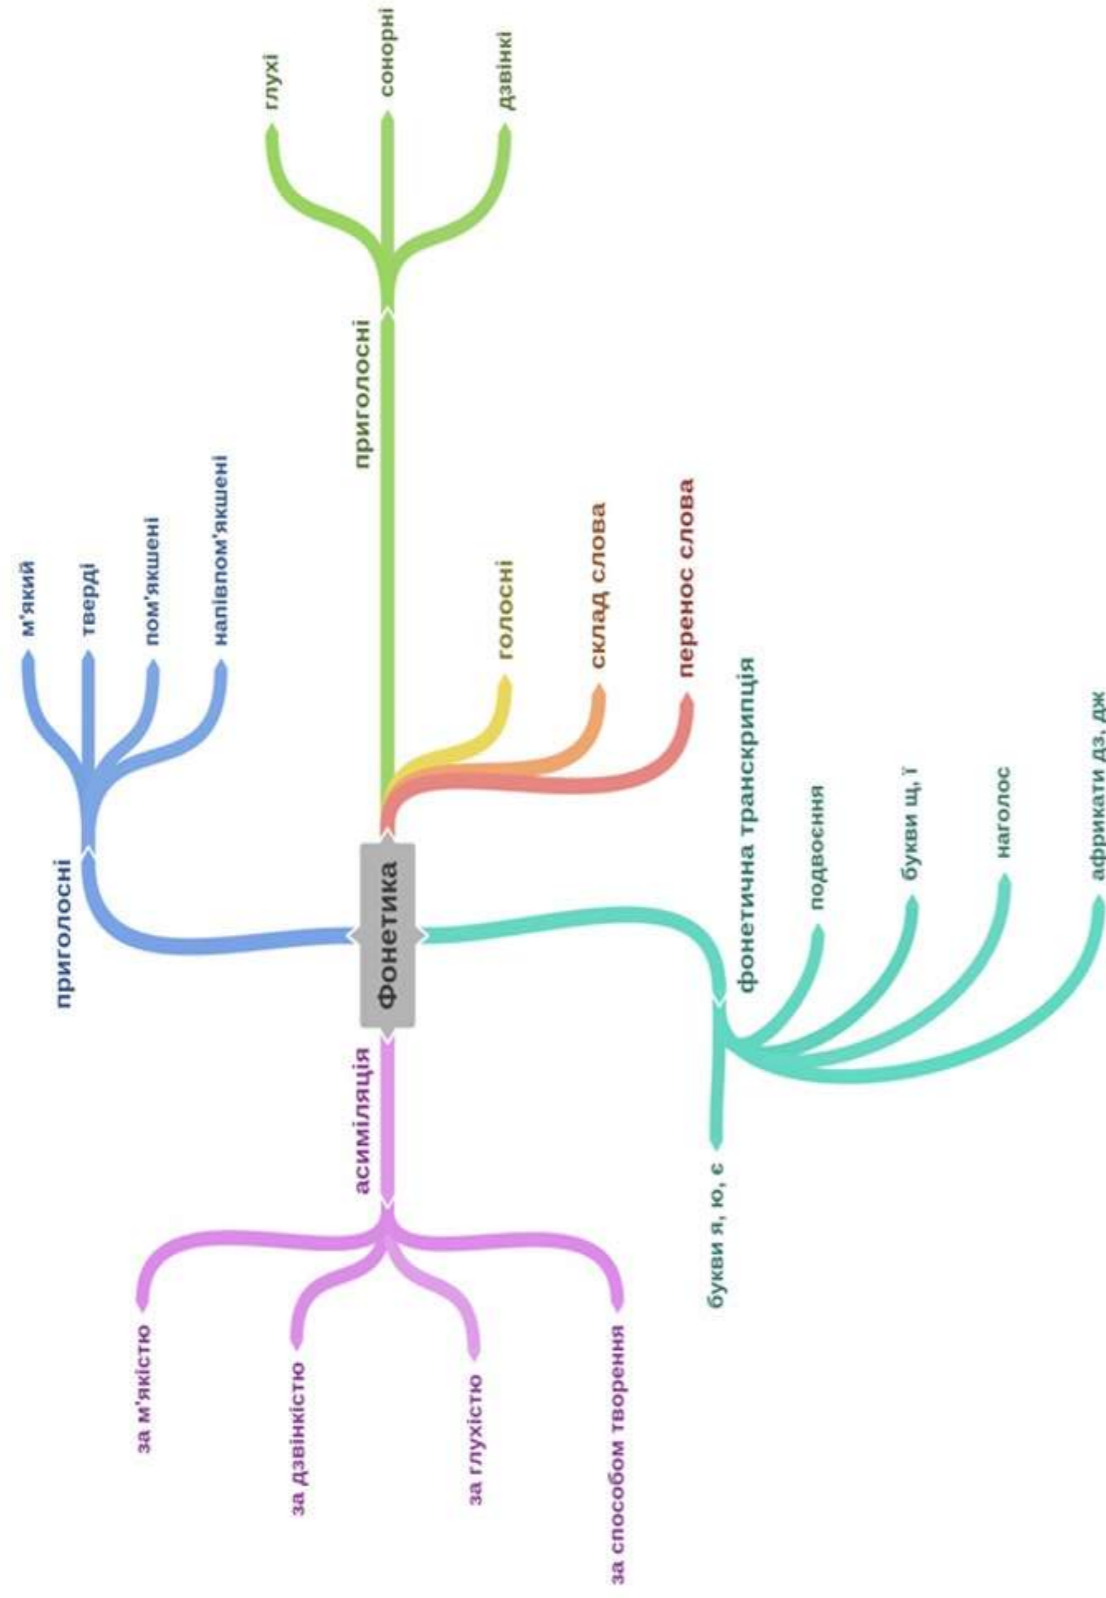 Фонетика
приголосні
м'який
тверді
пом'якшені
напівпом'якшені
приголосні
глухі
сонорні
дзвінкі
голосні
склад слова
перенос слова
фонетична транскрипція
подвоєння
букви щ, ї
наголос
африкати дз, дж
букви я, ю, є
асиміляція
за м'якістю
за дзвінкістю
за глухістю
за способом творення